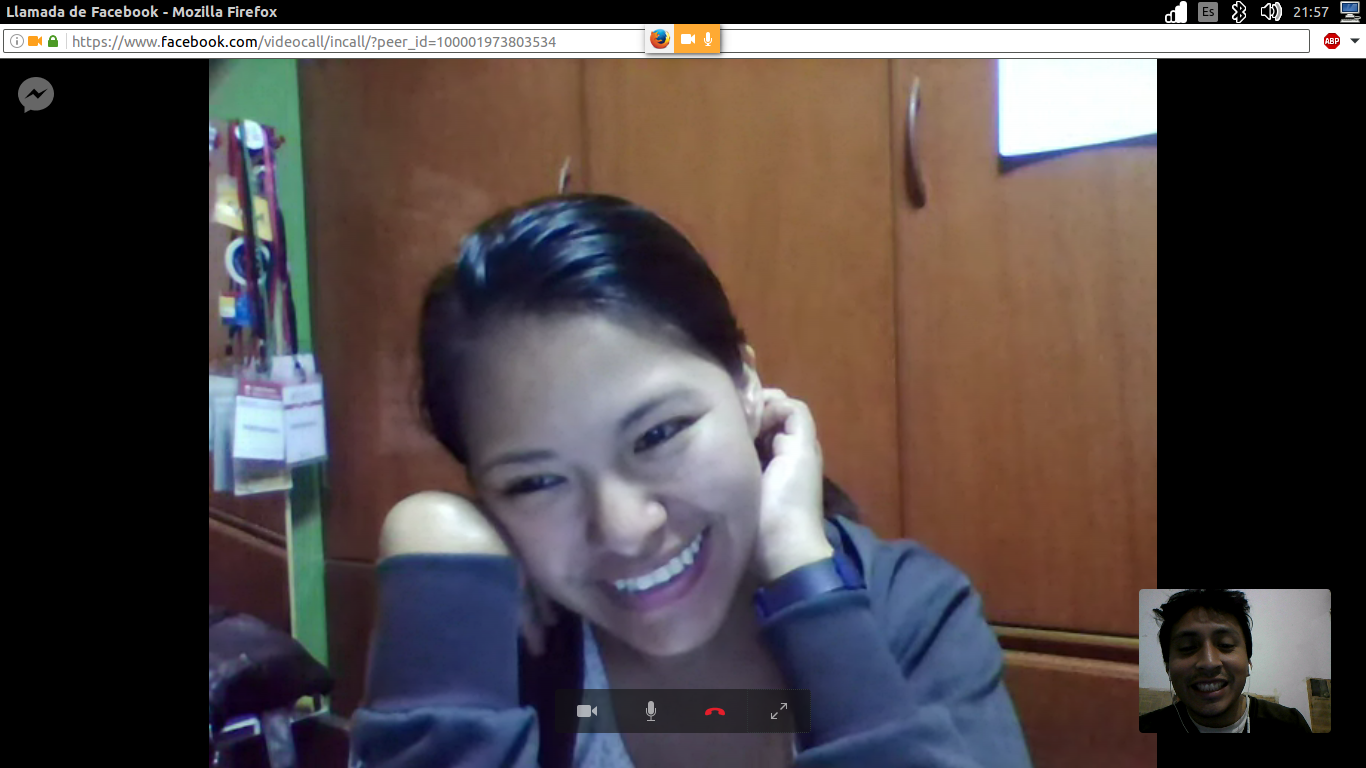 Llamada de Facebook - Mozilla Firefox
Es
21:57
https://www.facebook.com/videocall/incall/?peer_id=100001973803534
ABP